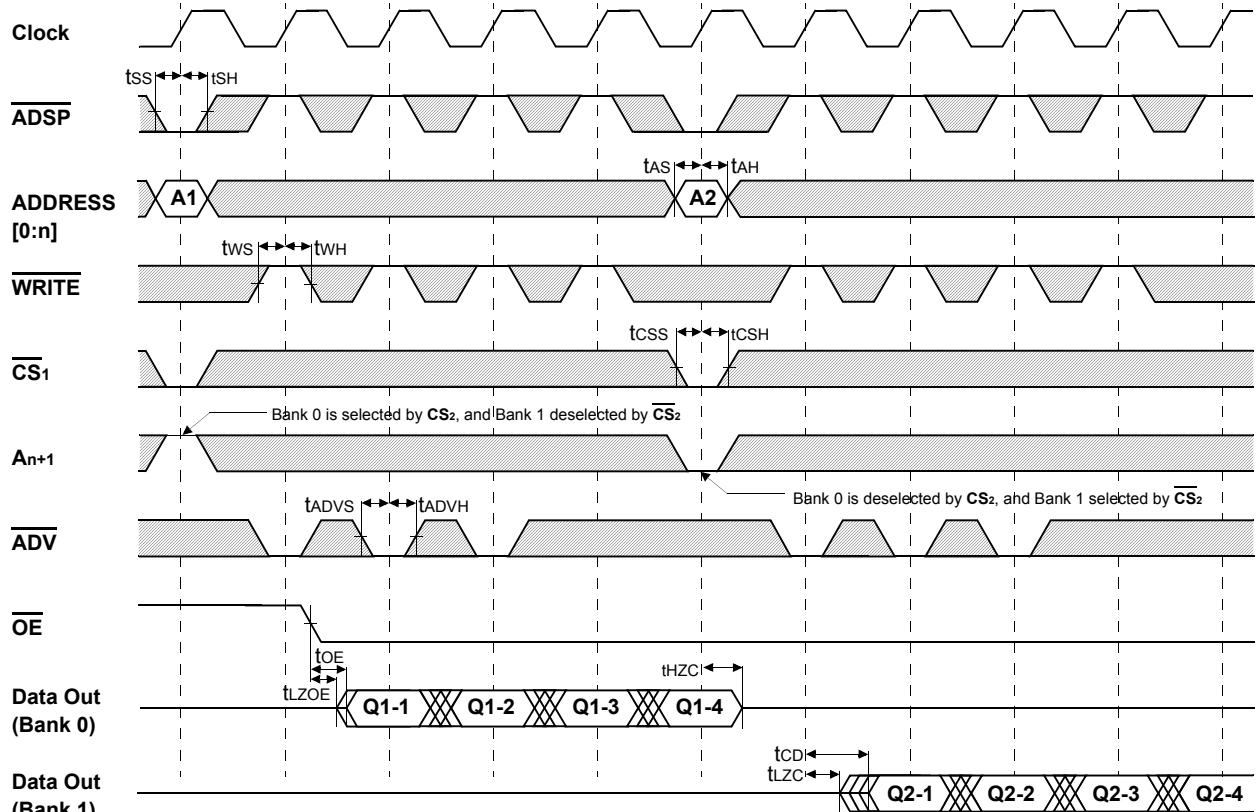 Clock
tSS tSH
ADSP
tAS tAH
ADDRESS
[0:n]
A1 A2
tWS tWH
WRITE
tCSS tCSH
CS1
Bank 0 is selected by CS2, and Bank 1 deselected by CS2
An+1
Bank 0 is deselected by CS2, and Bank 1 selected by CS2
tADVS tADVH
ADV
OE
tOE tHZC
tLZOE
Data Out
(Bank 0)
Q1-1 Q1-2 Q1-3 Q1-4
tCD
tLZC
Data Out
(Bank 1)
Q2-1 Q2-2 Q2-3 Q2-4